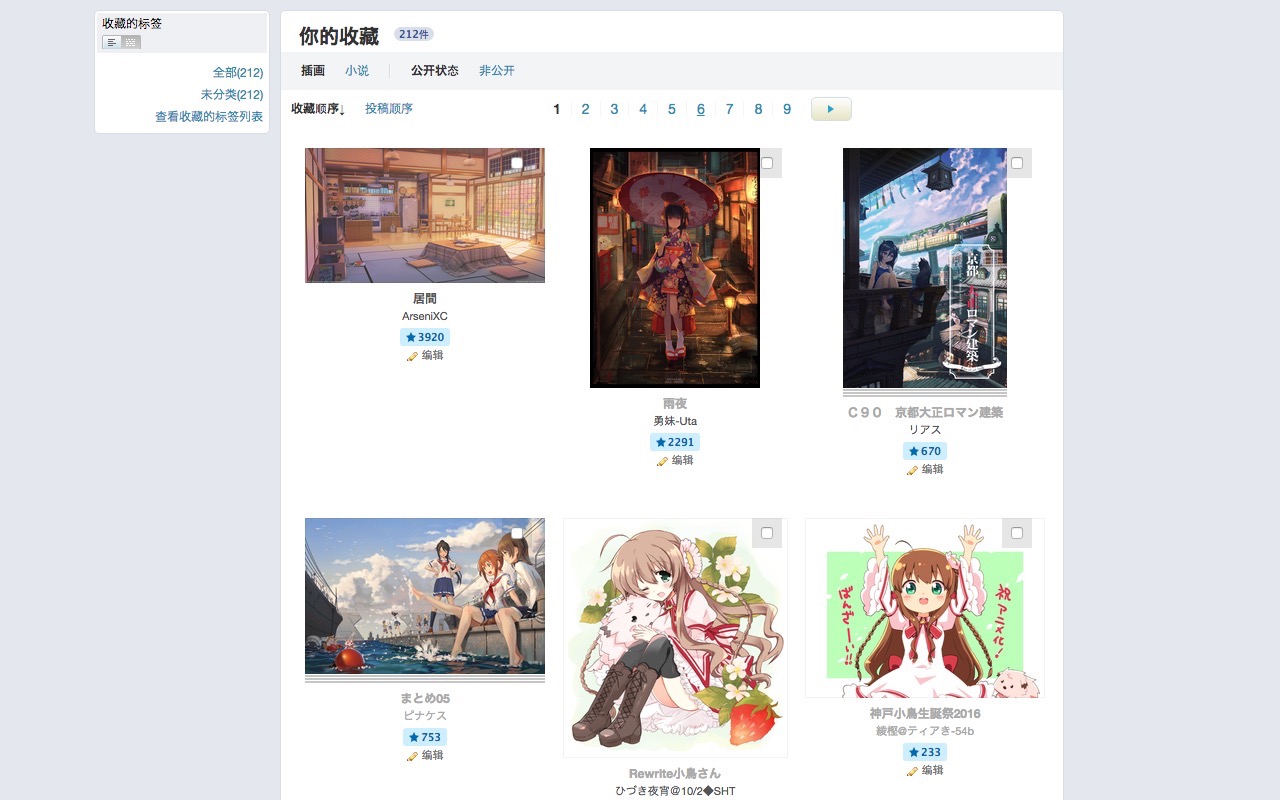 收藏的标签
全部(212)
未分类(212)
查看收藏的标签列表
你的收藏 212件
插画 小说 公开状态 非公开
收藏顺序↓ 投稿顺序 1 2 3 4 5 6 7 8 9
京都
ロマン建築
居間
ArseniXC
★3920
编辑
雨夜
勇妹-Uta
★2291
编辑
C90 京都大正ロマン建築
リアス
★670
编辑
祝アニメ化!
ばんざーい!!
まとめ05
ピナケス
★753
编辑
Rewrite小鳥さん
ひづき夜宵@10/2◆SHT
神戸小鳥生誕祭2016
綾樫@ティアき-54b
★233
编辑